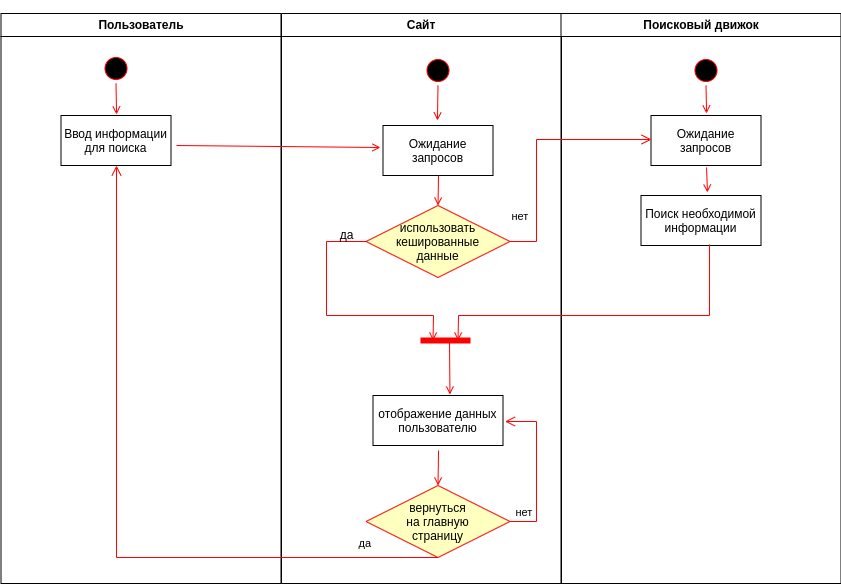 Пользователь
Сайт
Поисковый движок
Ввод информации
для поиска
Ожидание
запросов
Ожидание
запросов
нет
да
использовать
кешированные
данные
Поиск необходимой
информации
отображение данных
пользователю
вернуться
на главную
страницу
нет
да